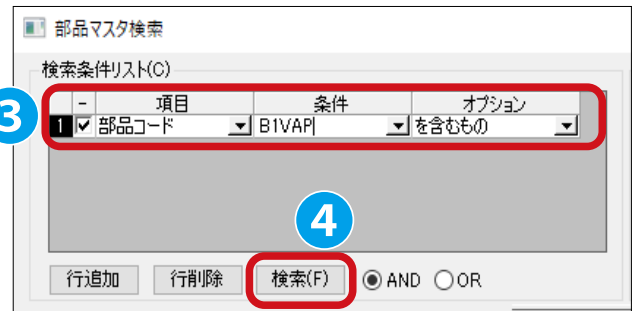 部品マスタ検索
検索条件リスト(C)
3
- 項目 条件 オプション
1 部品コード B1VAP を含むもの
4
行追加 行削除 検索(F) AND OR